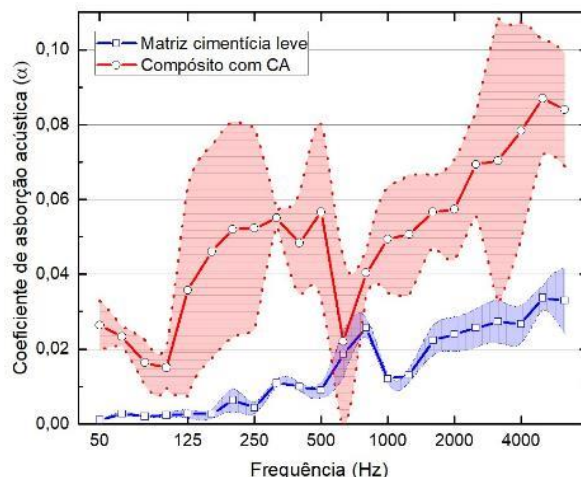 Matriz cimentícia leve
Compósito com CA
Coeficiente de asborção acústica (α)
0,10
0,08
0,06
0,04
0,02
0,00
50 125 250 500 1000 2000 4000
Frequência (Hz)